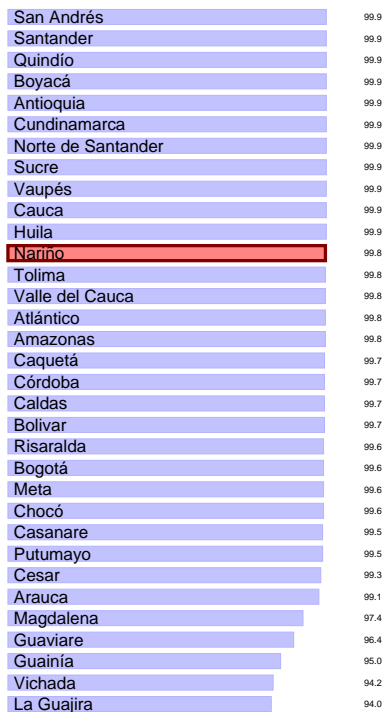 San Andrés 99.9
Santander 99.9
Quindío 99.9
Boyacá 99.9
Antioquia 99.9
Cundinamarca 99.9
Norte de Santander 99.9
Sucre 99.9
Vaupés 99.9
Cauca 99.9
Huila 99.9
Nariño 99.8
Tolima 99.8
Valle del Cauca 99.8
Atlántico 99.8
Amazonas 99.8
Caquetá 99.7
Córdoba 99.7
Caldas 99.7
Bolivar 99.7
Risaralda 99.6
Bogotá 99.6
Meta 99.6
Chocó 99.6
Casanare 99.5
Putumayo 99.5
Cesar 99.3
Arauca 99.1
Magdalena 97.4
Guaviare 96.4
Guainía 95.0
Vichada 94.2
La Guajira 94.0